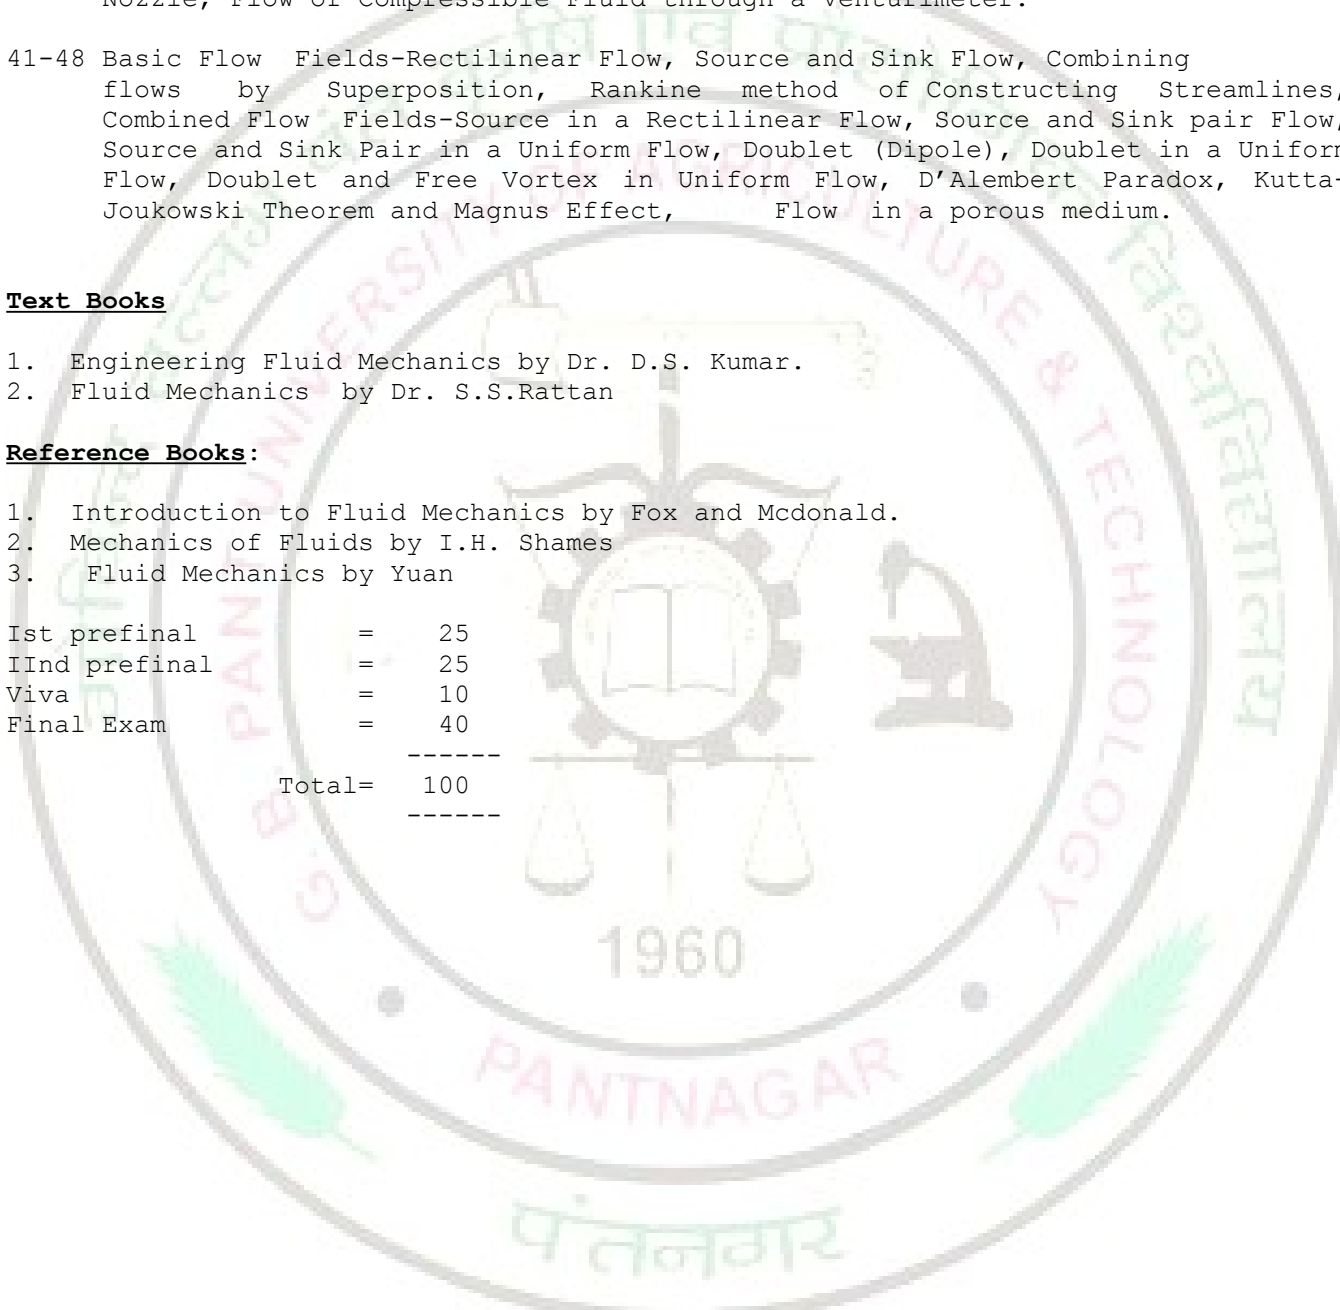 Nozzle, Flow of Compressible Fluid through a Venturimeter.
41-48 Basic Flow Fields-Rectilinear Flow, Source and Sink Flow, Combining
flows by Superposition, Rankine method of Constructing Streamlines,
Combined Flow Fields-Source in a Rectilinear Flow, Source and Sink pair Flow,
Source and Sink Pair in a Uniform Flow, Doublet (Dipole), Doublet in a Uniform
Flow, Doublet and Free Vortex in Uniform Flow, D’Alembert Paradox, Kutta-
Joukowski Theorem and Magnus Effect, Flow in a porous medium.
Text Books
1. Engineering Fluid Mechanics by Dr. D.S. Kumar.
2. Fluid Mechanics by Dr. S.S.Rattan
Reference Books:
1. Introduction to Fluid Mechanics by Fox and Mcdonald.
2. Mechanics of Fluids by I.H. Shames
3. Fluid Mechanics by Yuan
Ist prefinal = 25
IInd prefinal = 25
Viva = 10
Final Exam = 40
------
Total= 100
------
G. B. PANT UNIVERSITY OF AGRICULTURE & TECHNOLOGY
1960
PANTNAGAR
पंतनगर